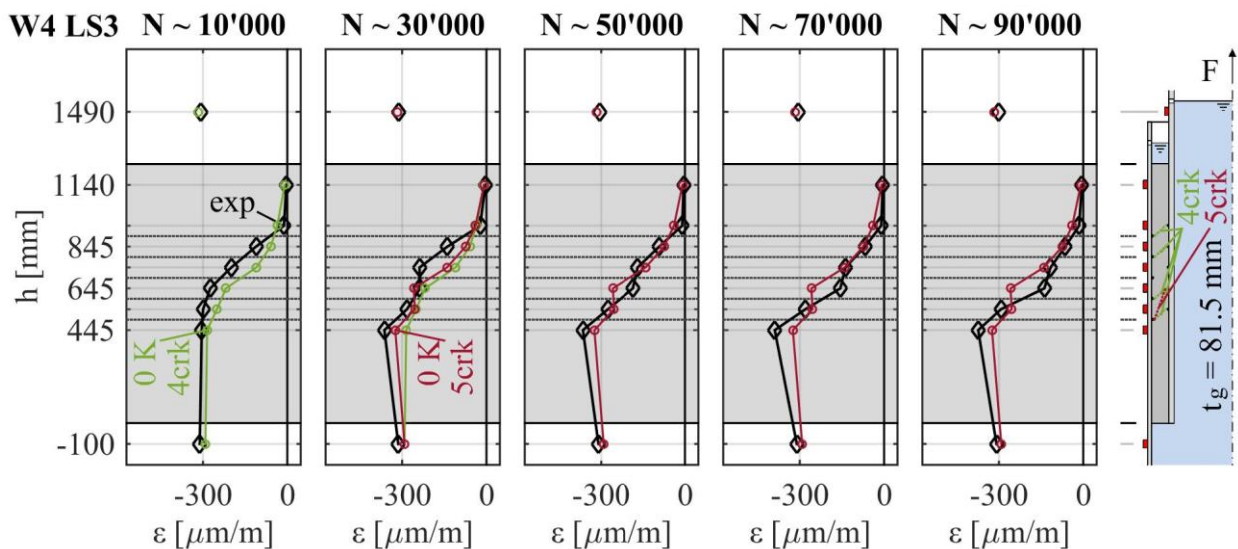 W4 LS3 N ~ 10'000 N ~ 30'000 N ~ 50'000 N ~ 70'000 N ~ 90'000
F
1490
1140
845
745
645
445
-100
h [mm]
exp
0 K
4crk
0 K
5crk
4crk
5crk
t_g = 81.5 mm
-300 0 -300 0 -300 0 -300 0 -300 0
ε [μm/m] ε [μm/m] ε [μm/m] ε [μm/m] ε [μm/m]